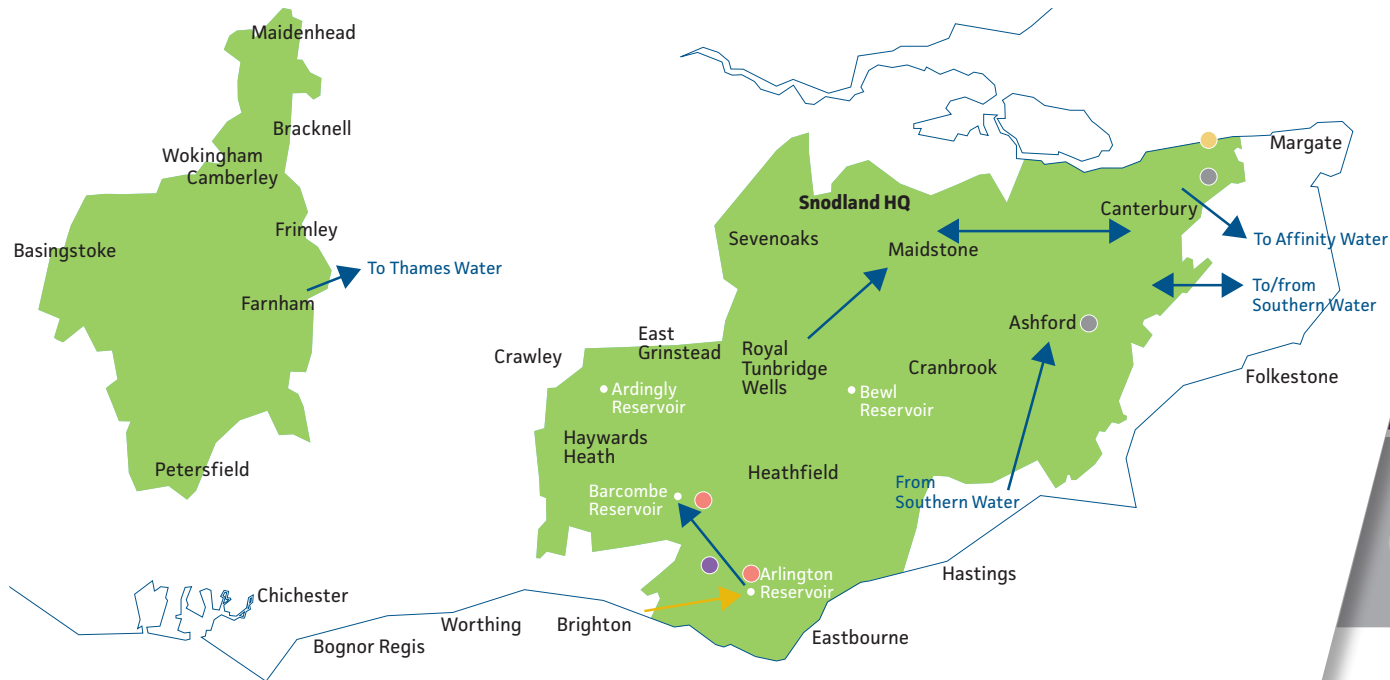 Maidenhead
Bracknell
Wokingham
Camberley
Frimley
Basingstoke
To Thames Water
Farnham
Petersfield
Margate
Snodland HQ
Canterbury
Sevenoaks
Maidstone
To Affinity Water
To/from
Southern Water
Ashford
East
Grinstead
Royal
Tunbridge
Wells
Crawley
Cranbrook
Folkestone
Ardingly
Reservoir
Bewl
Reservoir
Haywards
Heath
Heathfield
Barcombe
Reservoir
From
Southern Water
Arlington
Reservoir
Hastings
Chichester
Worthing
Brighton
Eastbourne
Bognor Regis